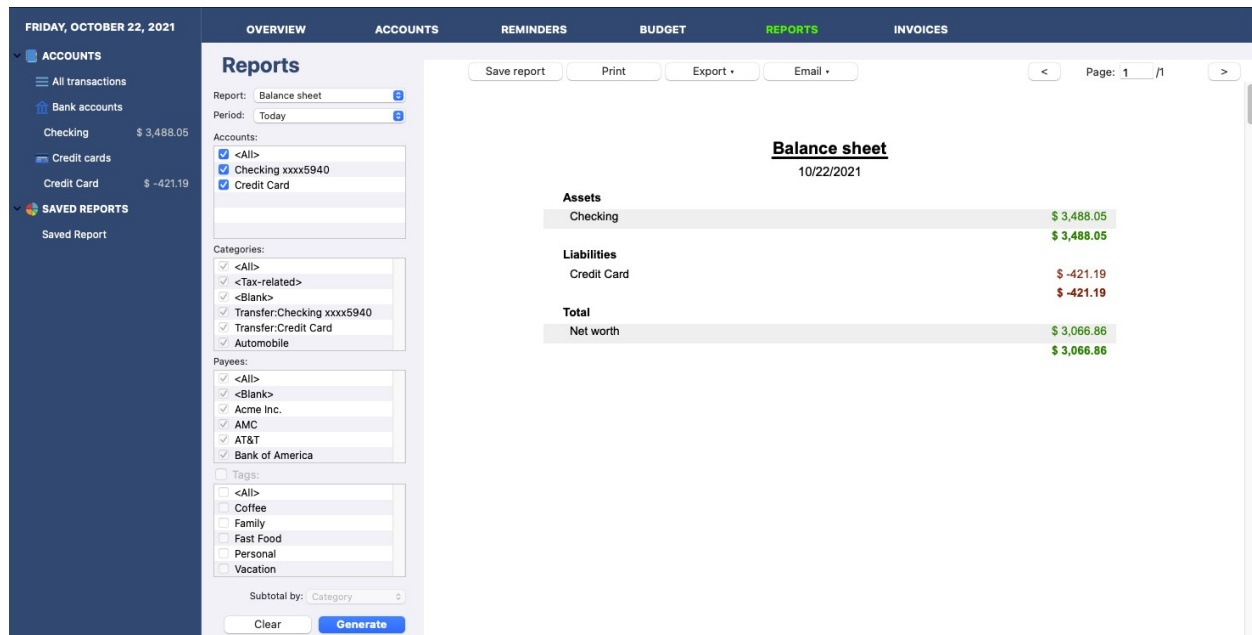 FRIDAY, OCTOBER 22, 2021
OVERVIEW
ACCOUNTS
REMINDERS
BUDGET
REPORTS
INVOICES
ACCOUNTS
All transactions
Bank accounts
Checking $ 3,488.05
Credit cards
Credit Card $ -421.19
SAVED REPORTS
Saved Report
Reports
Report: Balance sheet
Period: Today
Accounts:
<All>
Checking xxxx5940
Credit Card
Categories:
<All>
<Tax-related>
<Blank>
Transfer:Checking xxxx5940
Transfer:Credit Card
Automobile
Payees:
<All>
<Blank>
Acme Inc.
AMC
AT&T
Bank of America
Tags:
<All>
Coffee
Family
Fast Food
Personal
Vacation
Subtotal by: Category
Clear
Generate
Save report
Print
Export
Email
< Page: 1 /1 >
Balance sheet
10/22/2021
Assets
Checking $ 3,488.05
$ 3,488.05
Liabilities
Credit Card $ -421.19
$ -421.19
Total
Net worth $ 3,066.86
$ 3,066.86